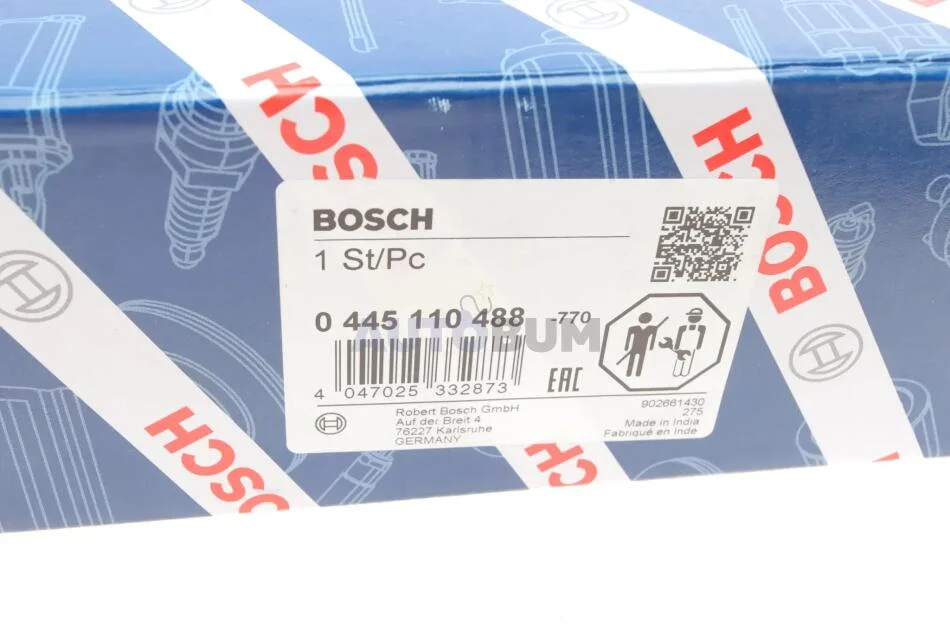 BOSCH
BOSCH
BOSCH
1 St/Pc
0 445 110 488 -770
AUTOBUM
4 047025 332873
EAC
Robert Bosch GmbH
Auf der Breit 4
76227 Karlsruhe
GERMANY
902661430
275
Made in India
Fabriqué en Inde
BOSCH
BOSCH